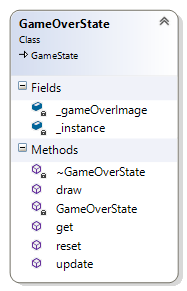 GameOverState
Class
GameState
Fields
_gameOverImage
_instance
Methods
~GameOverState
draw
GameOverState
get
reset
update